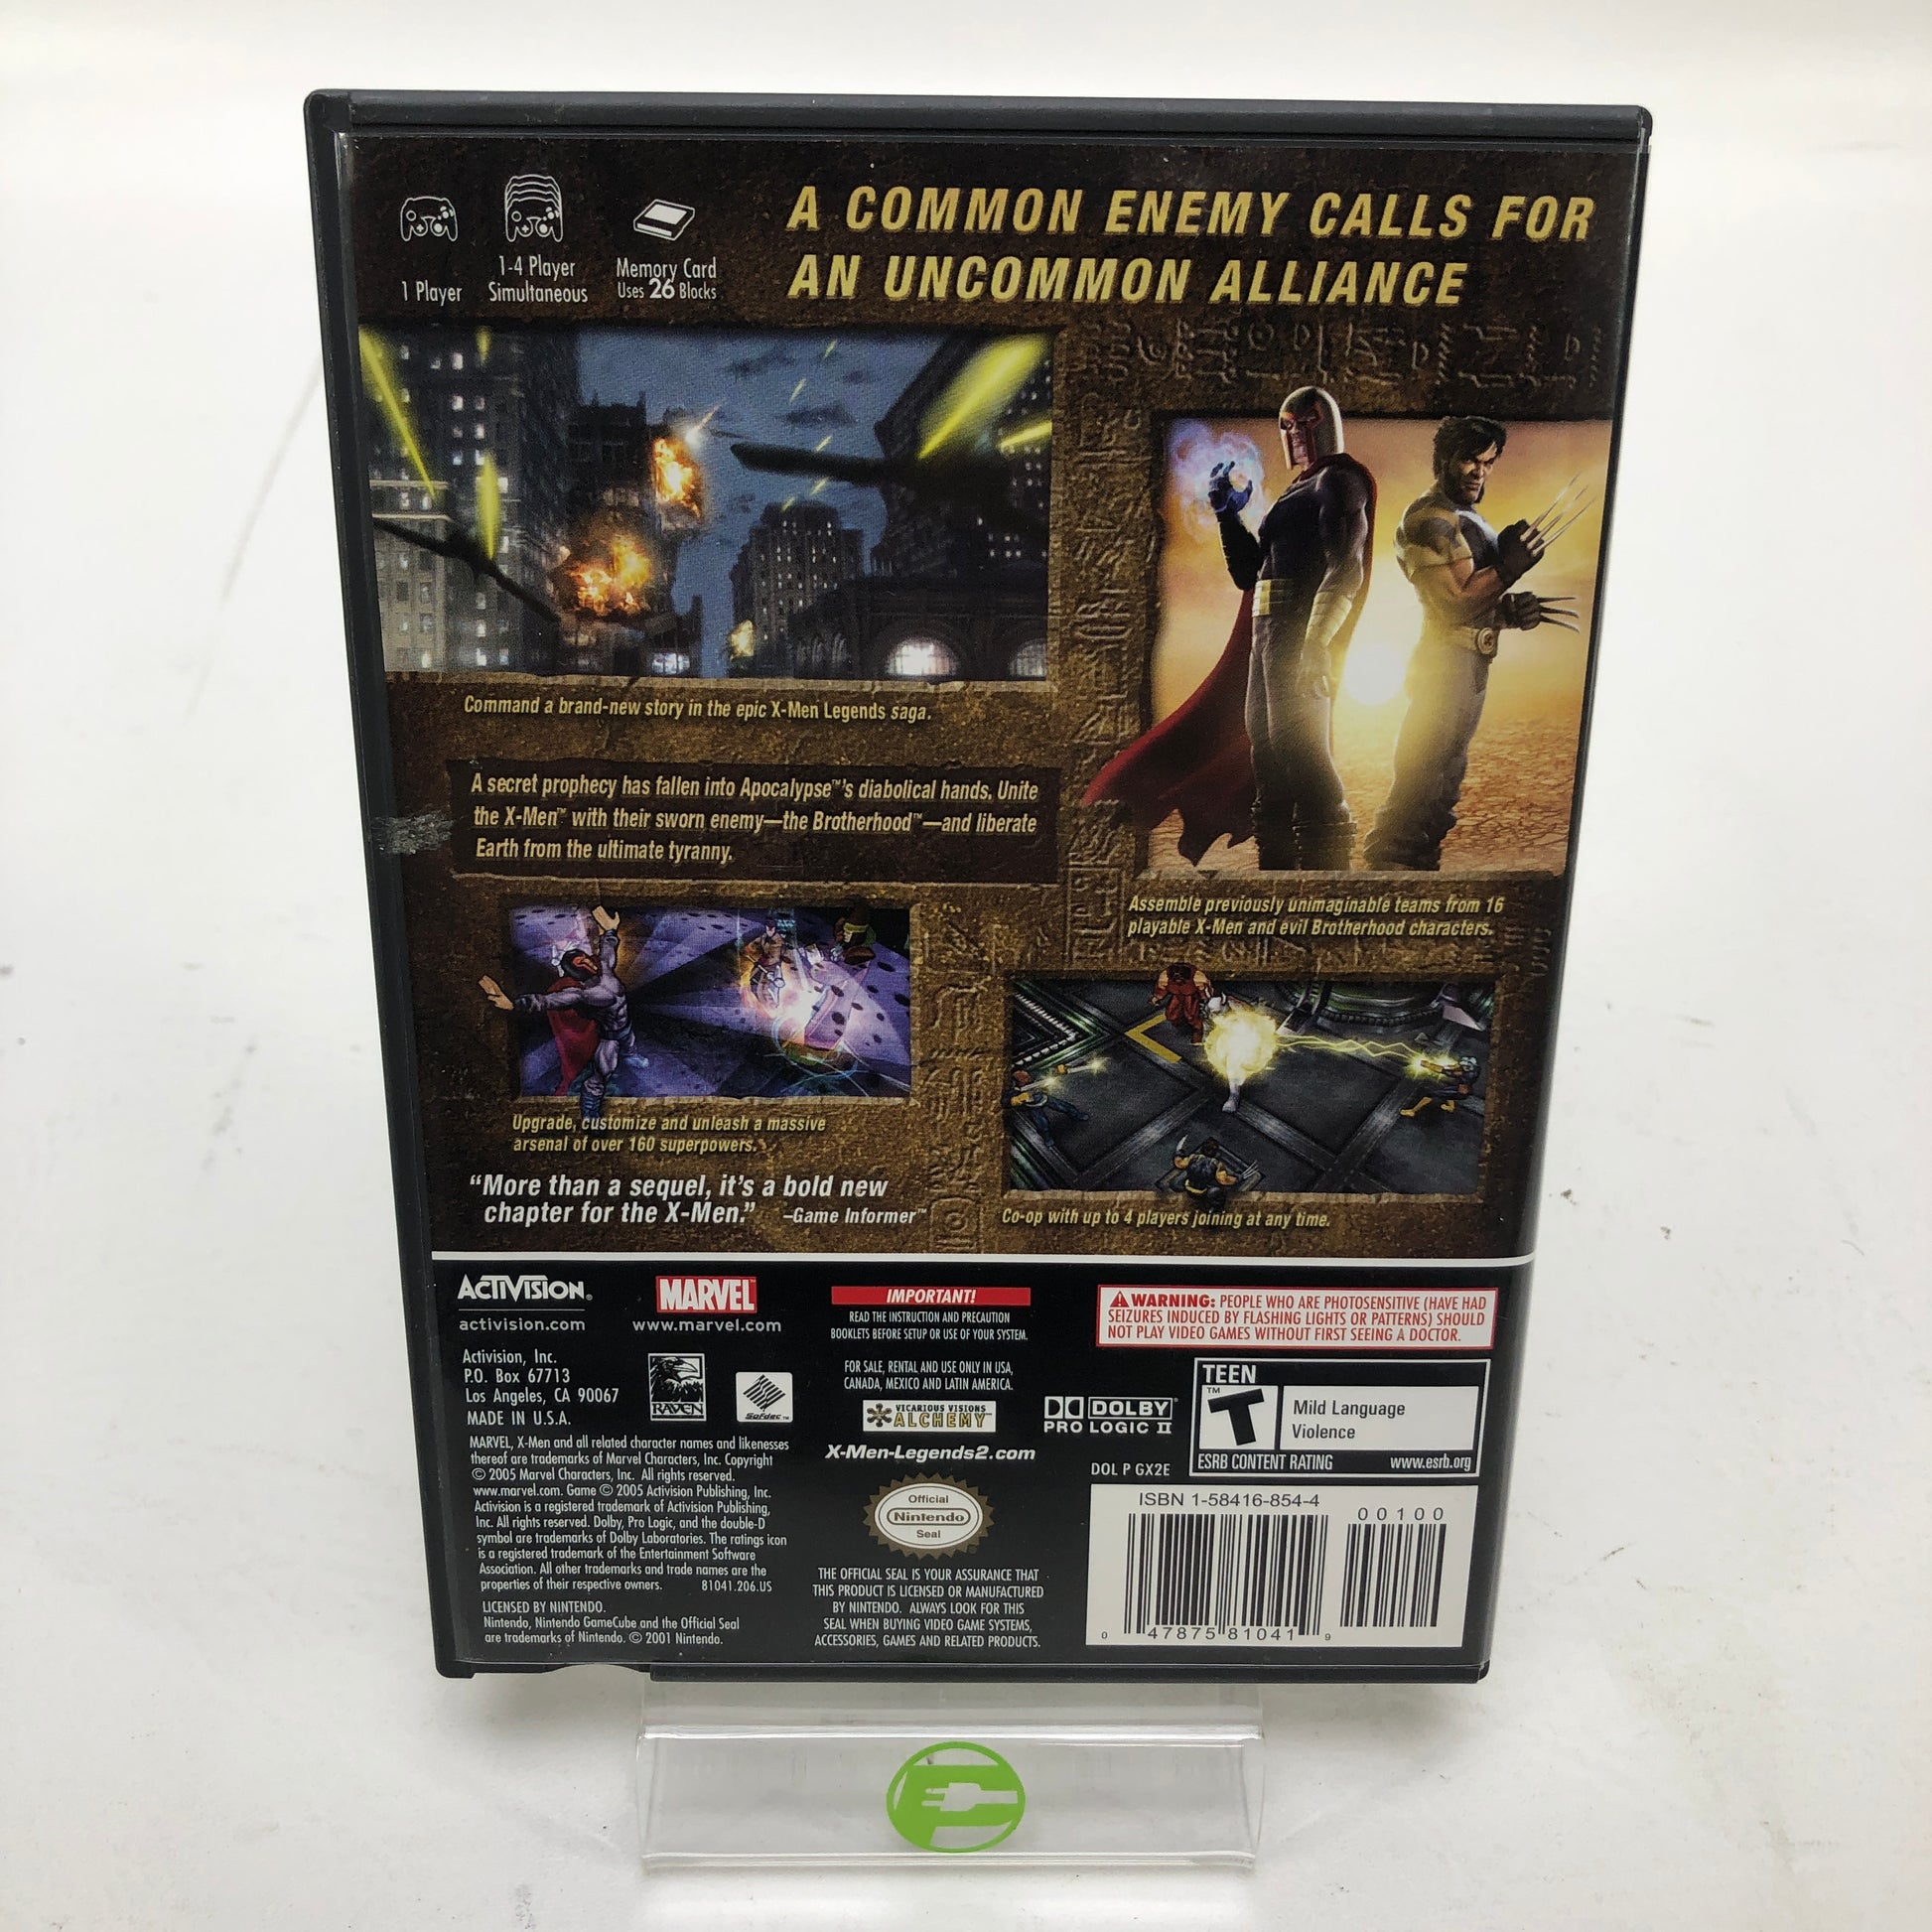 1 Player
1-4 Player
Simultaneous
Memory Card
Uses 26 Blocks
A COMMON ENEMY CALLS FOR
AN UNCOMMON ALLIANCE
Command a brand-new story in the epic X-Men Legends saga.
A secret prophecy has fallen into Apocalypse™'s diabolical hands. Unite
the X-Men™ with their sworn enemy—the Brotherhood™—and liberate
Earth from the ultimate tyranny.
Assemble previously unimaginable teams from 16
playable X-Men and evil Brotherhood characters.
Upgrade, customize and unleash a massive
arsenal of over 160 superpowers.
"More than a sequel, it's a bold new
chapter for the X-Men." –Game Informer™
Co-op with up to 4 players joining at any time.
ACTIVISION®
activision.com
MARVEL
www.marvel.com
Activision, Inc.
P.O. Box 67713
Los Angeles, CA 90067
MADE IN U.S.A.
RAVEN
Sofdec™
MARVEL, X-Men and all related character names and likenesses
thereof are trademarks of Marvel Characters, Inc. Copyright
© 2005 Marvel Characters, Inc. All rights reserved.
www.marvel.com. Game © 2005 Activision Publishing, Inc.
Activision is a registered trademark of Activision Publishing,
Inc. All rights reserved. Dolby, Pro Logic, and the double-D
symbol are trademarks of Dolby Laboratories. The ratings icon
is a registered trademark of the Entertainment Software
Association. All other trademarks and trade names are the
properties of their respective owners. 81041.206.US
LICENSED BY NINTENDO.
Nintendo, Nintendo GameCube and the Official Seal
are trademarks of Nintendo. © 2001 Nintendo.
IMPORTANT!
READ THE INSTRUCTION AND PRECAUTION
BOOKLETS BEFORE SETUP OR USE OF YOUR SYSTEM.
FOR SALE, RENTAL AND USE ONLY IN USA,
CANADA, MEXICO AND LATIN AMERICA.
VICARIOUS VISIONS
ALCHEMY™
X-Men-Legends2.com
Official
Nintendo
Seal
THE OFFICIAL SEAL IS YOUR ASSURANCE THAT
THIS PRODUCT IS LICENSED OR MANUFACTURED
BY NINTENDO. ALWAYS LOOK FOR THIS
SEAL WHEN BUYING VIDEO GAME SYSTEMS,
ACCESSORIES, GAMES AND RELATED PRODUCTS.
WARNING: PEOPLE WHO ARE PHOTOSENSITIVE (HAVE HAD
SEIZURES INDUCED BY FLASHING LIGHTS OR PATTERNS) SHOULD
NOT PLAY VIDEO GAMES WITHOUT FIRST SEEING A DOCTOR.
DOLBY
PRO LOGIC II
DOL P GX2E
TEEN
T™
Mild Language
Violence
ESRB CONTENT RATING www.esrb.org
ISBN 1-58416-854-4
00100
0 47875 81041 9